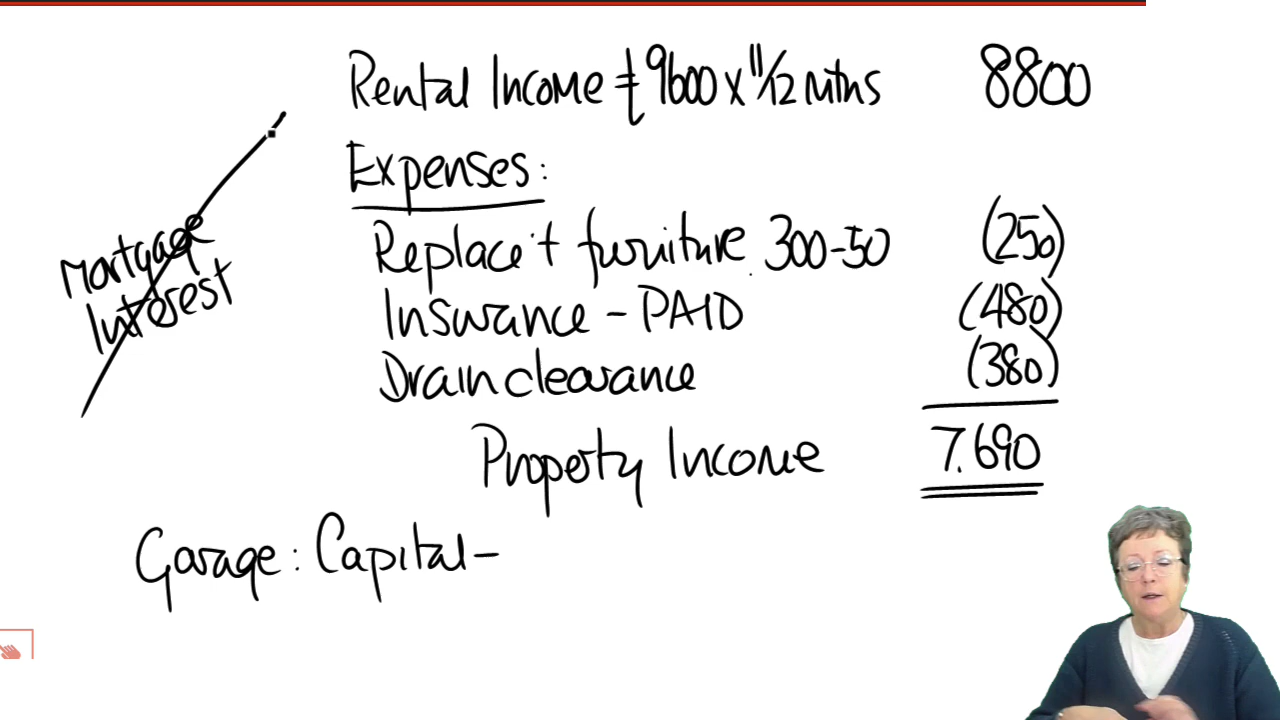 Rental Income £9600 x 11/12 mths 8800
Expenses:
Replace't furniture 300-50 (250)
Insurance - PAID (480)
Drain clearance (380)
Property Income 7.690
Mortgage
Interest
Garage: Capital-